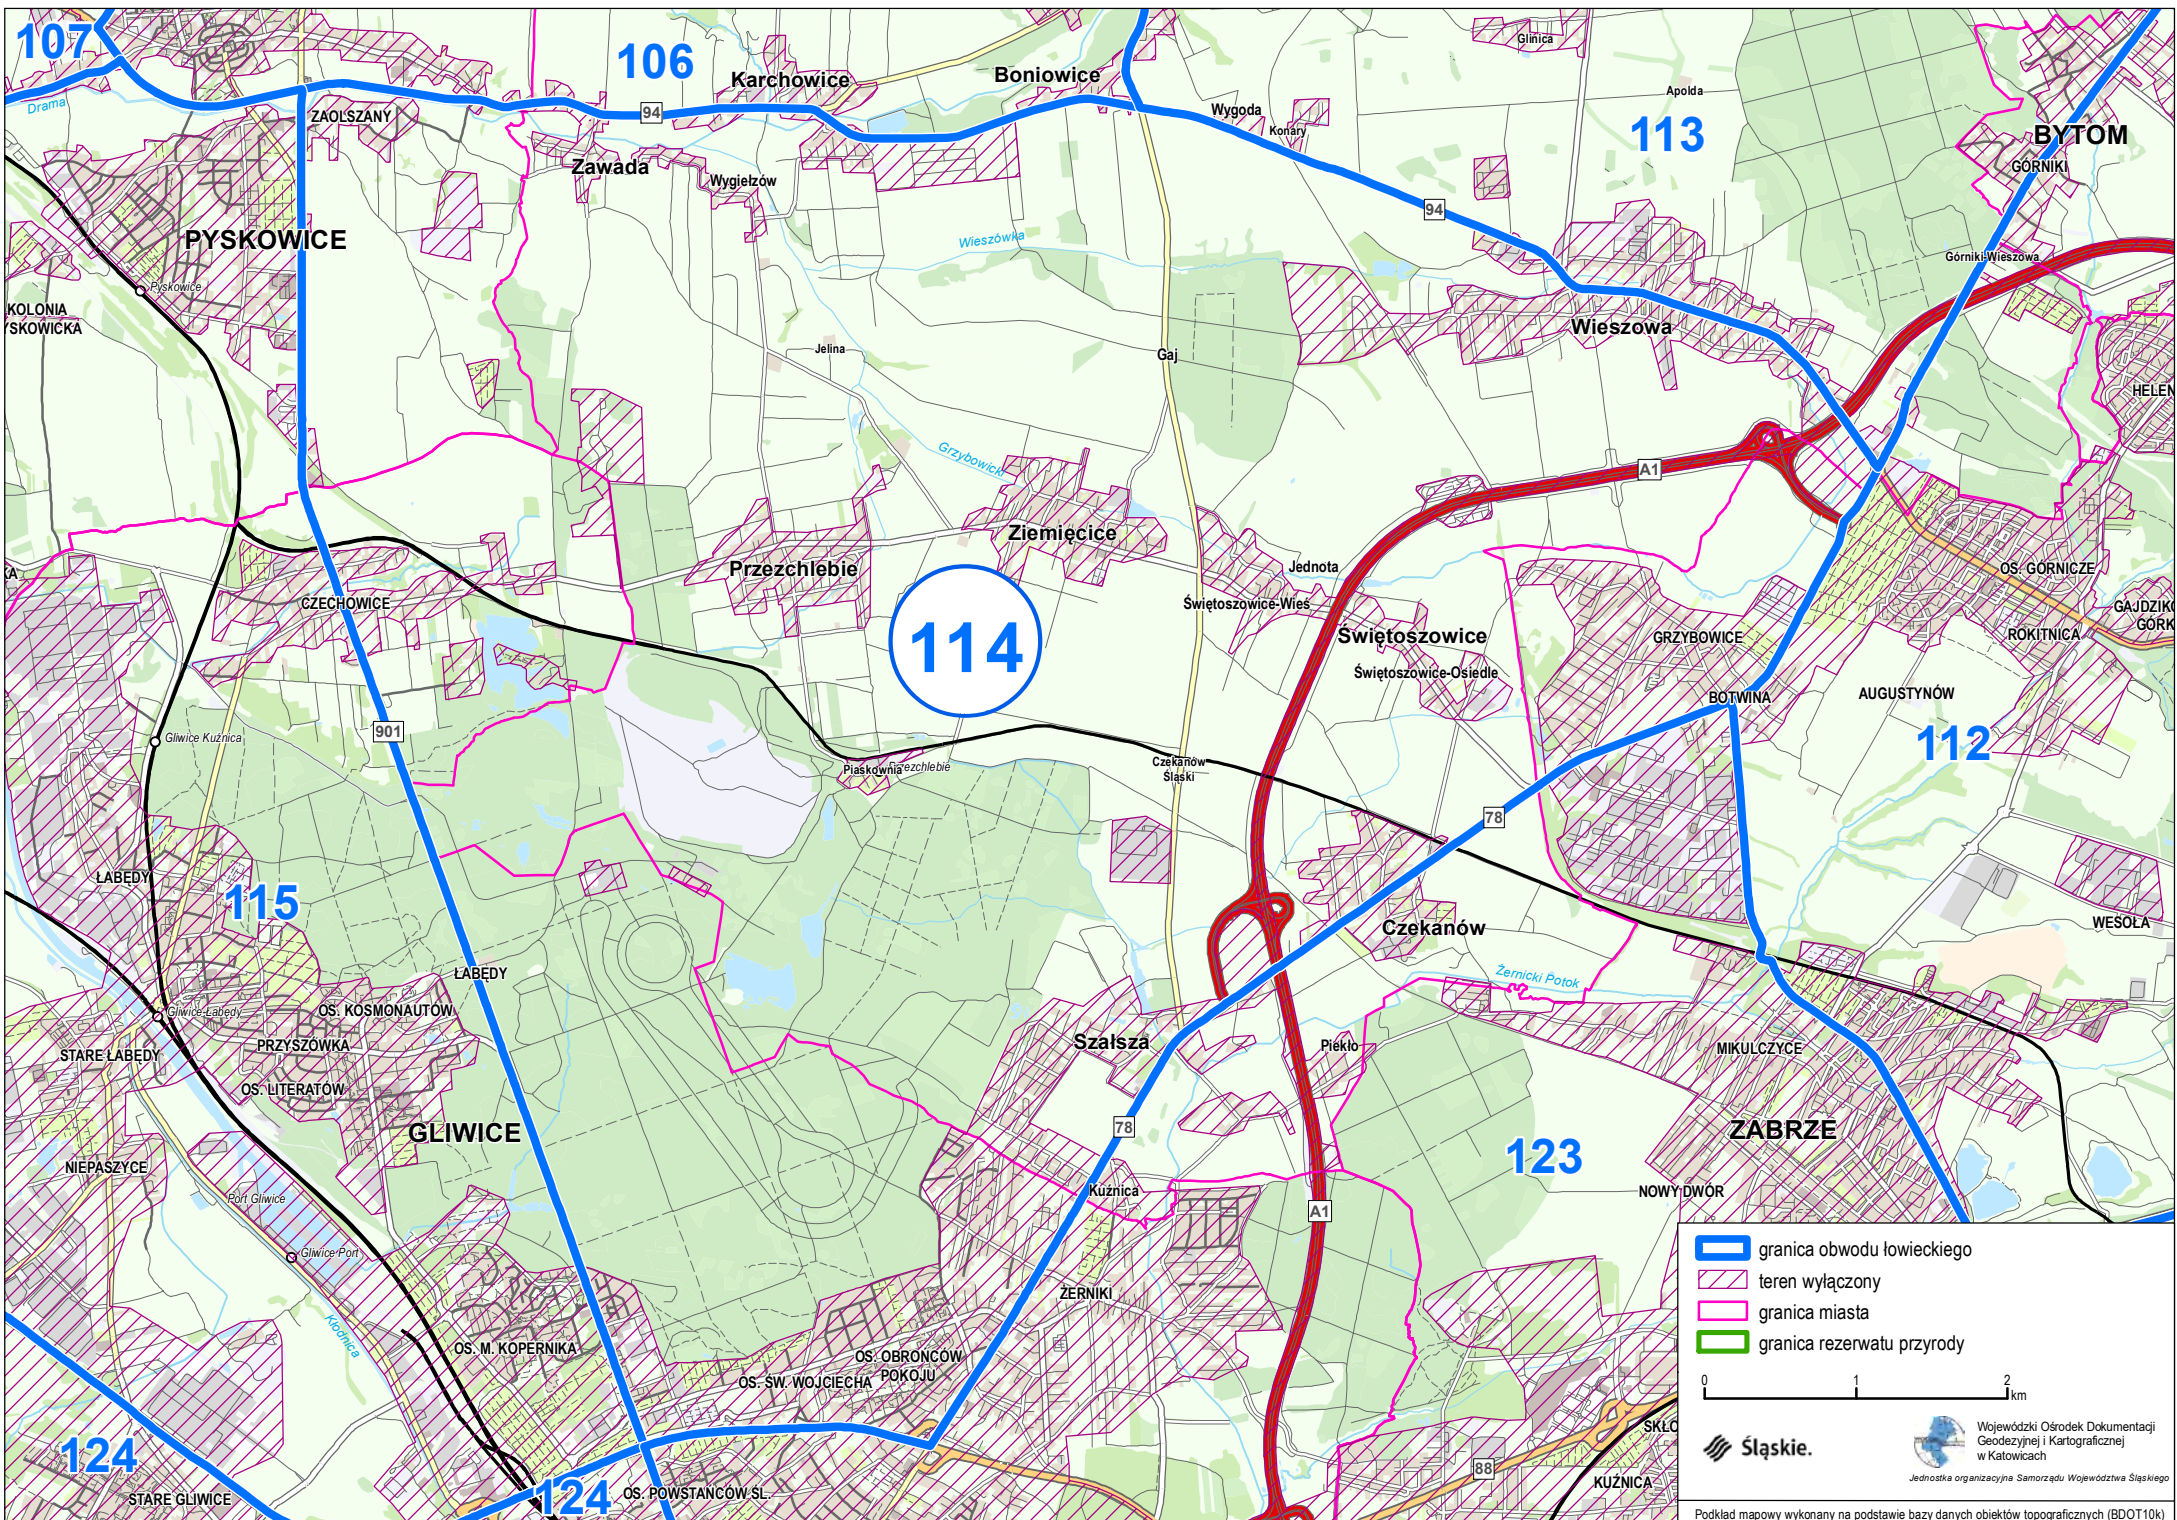 107
106
Karchowice
Boniowice
Glinica
Drama
ZAOLSZANY
94
Wygoda
Konary
Apolda
113
BYTOM
GÓRNIKI
Zawada
Wygiełzów
94
PYSKOWICE
Wieszówka
Górniki-Wieszowa
Pyskowice
KOLONIA
YSKOWICKA
Wieszowa
Jelina
Gaj
HELEN
Grzybowicki
A1
Ziemięcice
Przezchlebie
Jednota
OS. GÓRNICZE
KA
CZECHOWICE
Świętoszowice-Wieś
GAJDZIKO
GÓRK
114
Świętoszowice
GRZYBOWICE
ROKITNICA
Świętoszowice-Osiedle
BOTWINA
AUGUSTYNÓW
901
Gliwice Kuźnica
112
Piaskownia
rzezchlebie
Czekanów
Śląski
78
ŁABĘDY
115
Czekanów
WESOŁA
ŁABĘDY
Żernicki Potok
Gliwice-Łabędy
OS. KOSMONAUTÓW
PRZYSZÓWKA
STARE ŁABĘDY
Szałsza
Piekło
MIKULCZYCE
OS. LITERATÓW
GLIWICE
78
ZABRZE
123
NIEPASZYCE
Port Gliwice
Kuźnica
NOWY DWÓR
A1
Gliwice Port
ŻERNIKI
Kłodnica
OS. M. KOPERNIKA
OS. OBROŃCÓW
POKOJU
OS. ŚW. WOJCIECHA
124
124
STARE GLIWICE
OS. POWSTAŃCÓW ŚL.
88
SKŁO
KUŹNICA
granica obwodu łowieckiego
teren wyłączony
granica miasta
granica rezerwatu przyrody
0 1 2
km
Śląskie.
Wojewódzki Ośrodek Dokumentacji
Geodezyjnej i Kartograficznej
w Katowicach
Jednostka organizacyjna Samorządu Województwa Śląskiego
Podkład mapowy wykonany na podstawie bazy danych obiektów topograficznych (BDOT10k)